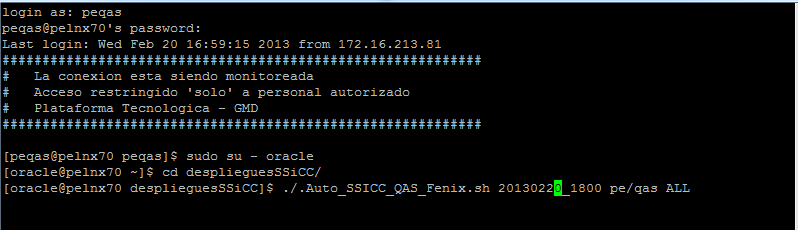 login as: peqas
peqas@pelnx70's password:
Last login: Wed Feb 20 16:59:15 2013 from 172.16.213.81
############################################################
#   La conexion esta siendo monitoreada
#   Acceso restringido 'solo' a personal autorizado
#   Plataforma Tecnologica - GMD
############################################################
[peqas@pelnx70 peqas]$ sudo su - oracle
[oracle@pelnx70 ~]$ cd desplieguesSSiCC/
[oracle@pelnx70 desplieguesSSiCC]$ ./.Auto_SSICC_QAS_Fenix.sh 20130220_1800 pe/qas ALL